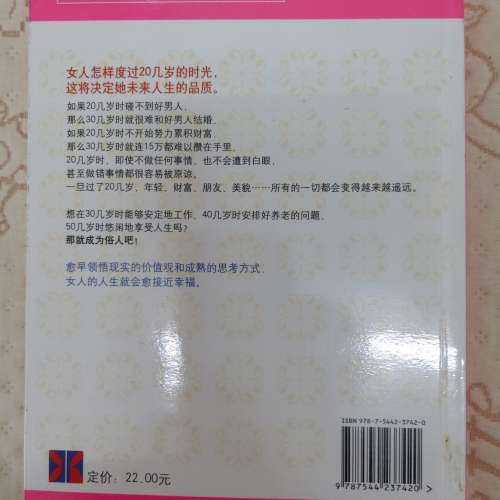 女人怎样度过20几岁的时光，
这将决定她未来人生的品质。
如果20几岁时碰不到好男人，
那么30几岁时就很难和好男人结婚。
如果20几岁时不开始努力累积财富，
那么30几岁时就连15万都难以攒在手里。
20几岁时，即使不做任何事情，也不会遭到白眼，
甚至做错事情都很容易被原谅。
一旦过了20几岁，年轻、财富、朋友、美貌……所有的一切都会变得越来越遥远。
想在30几岁时能够安定地工作、40几岁时安排好养老的问题、
50几岁时悠闲地享受人生吗？
那就成为俗人吧！
愈早领悟现实的价值观和成熟的思考方式，
女人的人生就会愈接近幸福。
ISBN 978-7-5442-3742-0
9 787544 237420 >
定价：22.00元